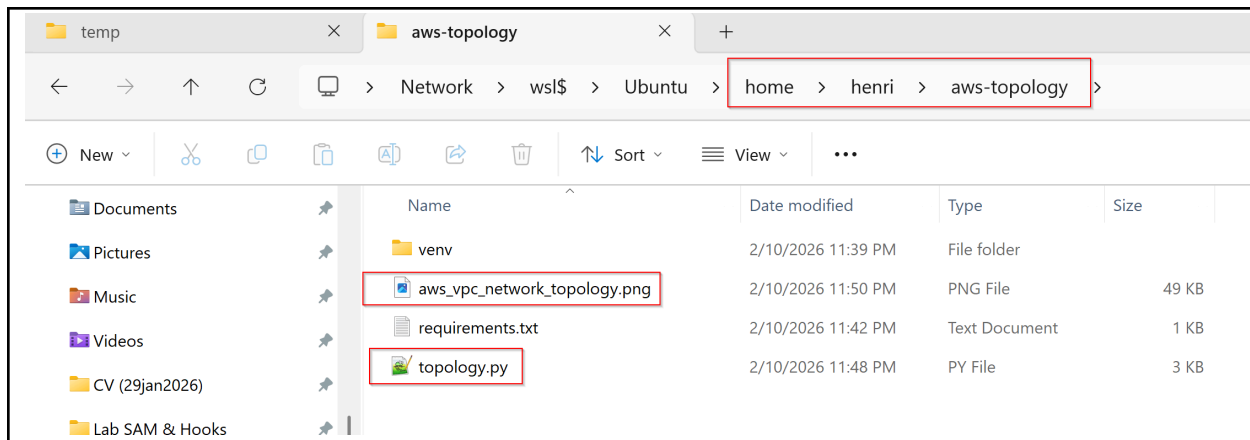 temp aws-topology
Network wsl$ Ubuntu home henri aws-topology
New Sort View
Name Date modified Type Size
Documents
venv 2/10/2026 11:39 PM File folder
Pictures
aws_vpc_network_topology.png 2/10/2026 11:50 PM PNG File 49 KB
Music
requirements.txt 2/10/2026 11:42 PM Text Document 1 KB
Videos
topology.py 2/10/2026 11:48 PM PY File 3 KB
CV (29jan2026)
Lab SAM & Hooks